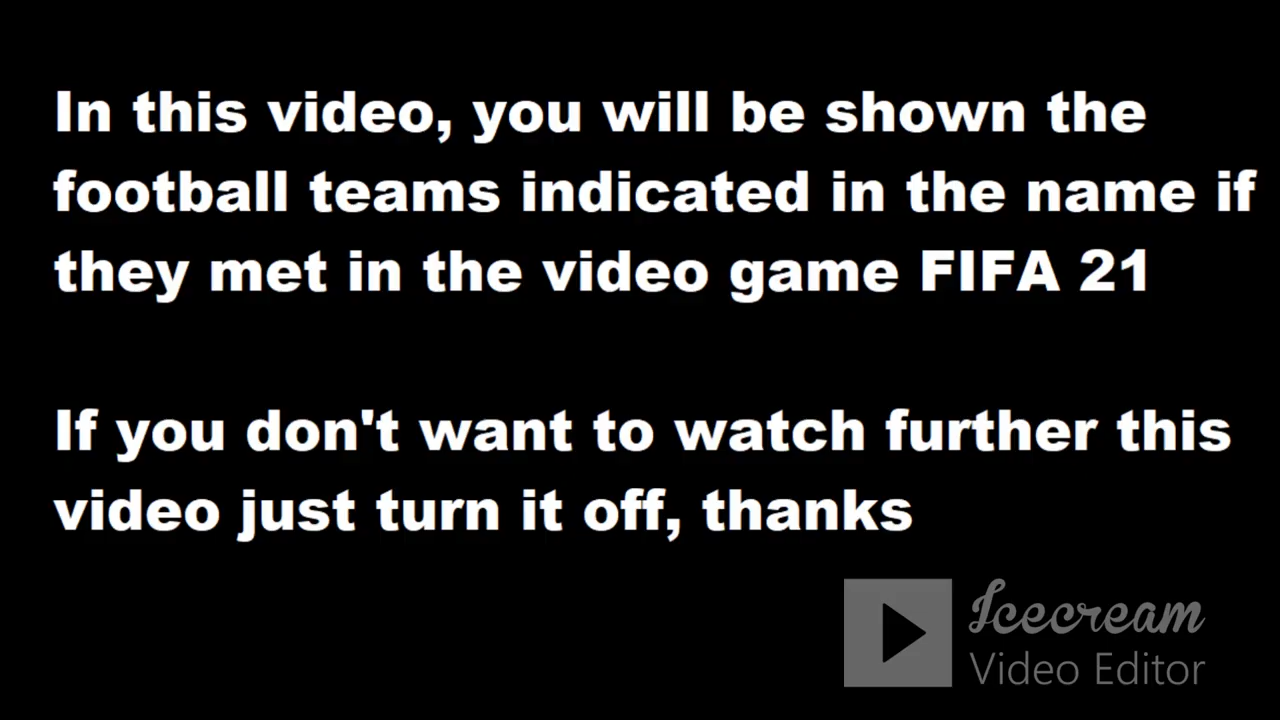 In this video, you will be shown the
football teams indicated in the name if
they met in the video game FIFA 21
If you don't want to watch further this
video just turn it off, thanks
Icecream
Video Editor